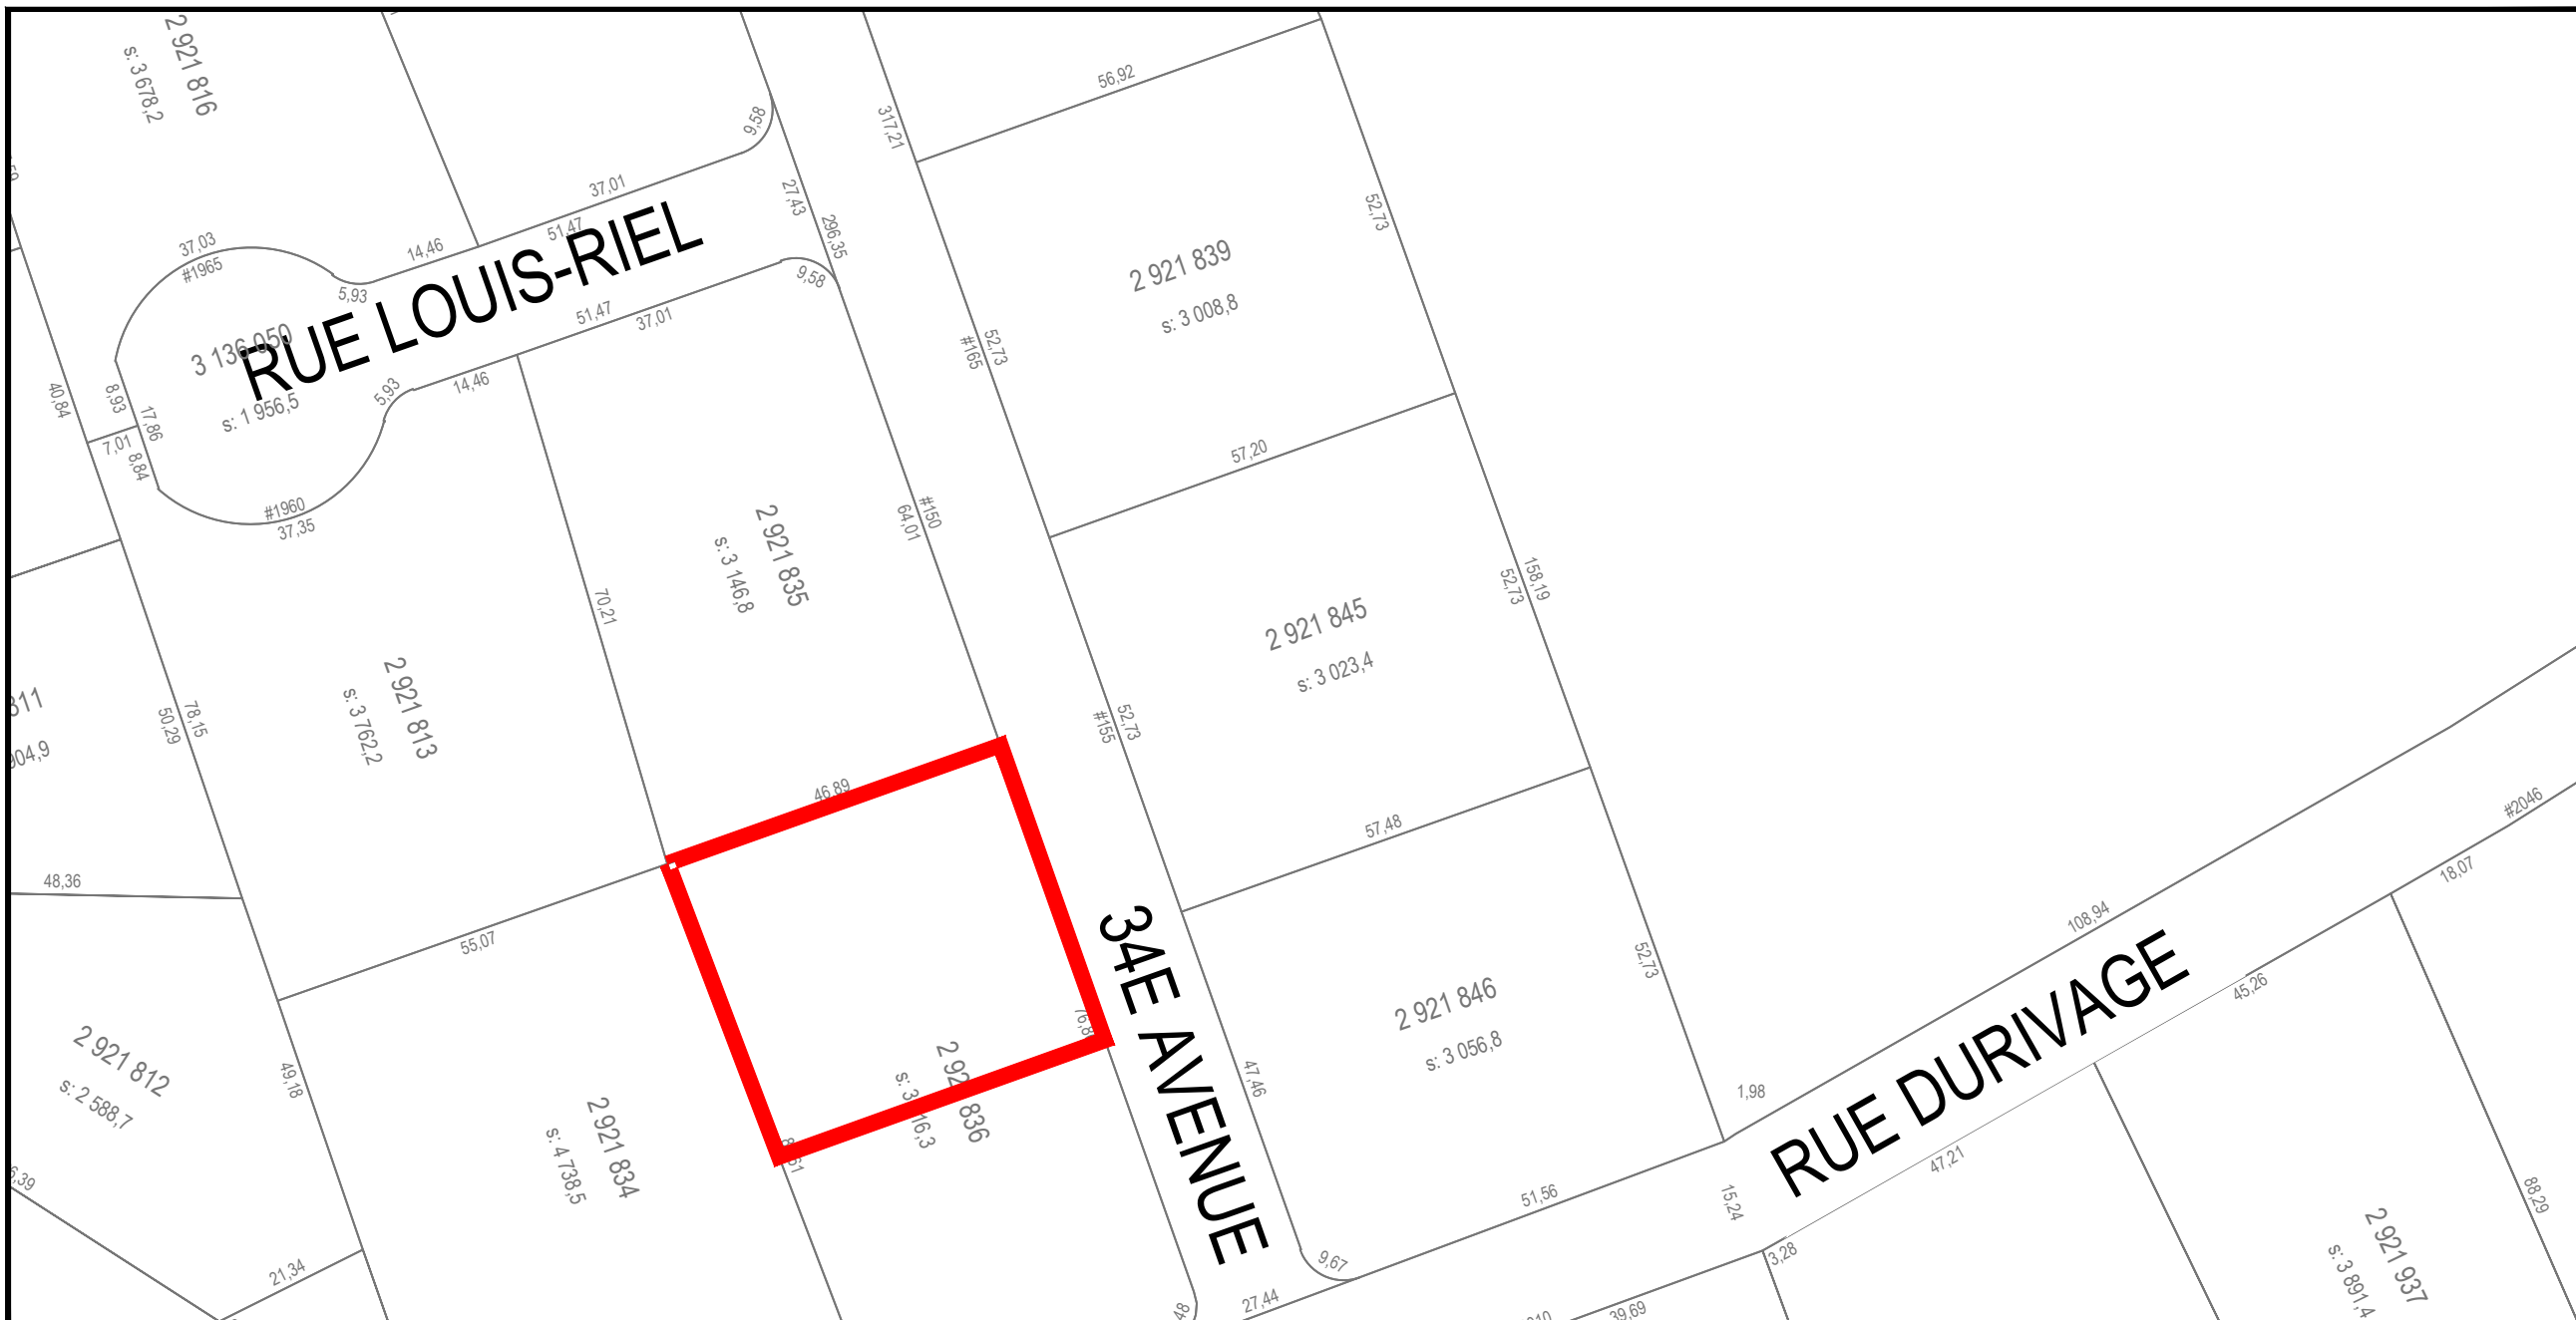 2 921 816
s: 3 678,2
56,92
317,21
9,58
37,01
27,43
296,35
51,47
52,73
37,03
#1965
14,46
5,93
RUE LOUIS-RIEL
2 921 839
s: 3 008,8
9,58
51,47
37,01
3 136 050
s: 1 956,5
#165
52,73
40,84
8,93
17,86
5,93
14,46
7,01
8,84
57,20
#1960
37,35
64,01
#150
2 921 835
s: 3 146,8
70,21
52,73
158,19
2 921 845
s: 3 023,4
2 921 813
s: 3 762,2
50,29
78,15
#155
52,73
46,89
57,48
#2046
18,07
48,36
55,07
108,94
34E AVENUE
52,73
2 921 846
s: 3 056,8
45,26
RUE DURIVAGE
2 921 812
s: 2 588,7
49,18
47,46
1,98
2 921 834
s: 4 738,5
47,21
51,56
15,24
88,29
2 921 937
s: 3 891,4
21,34
9,67
3,28
27,44
39,69